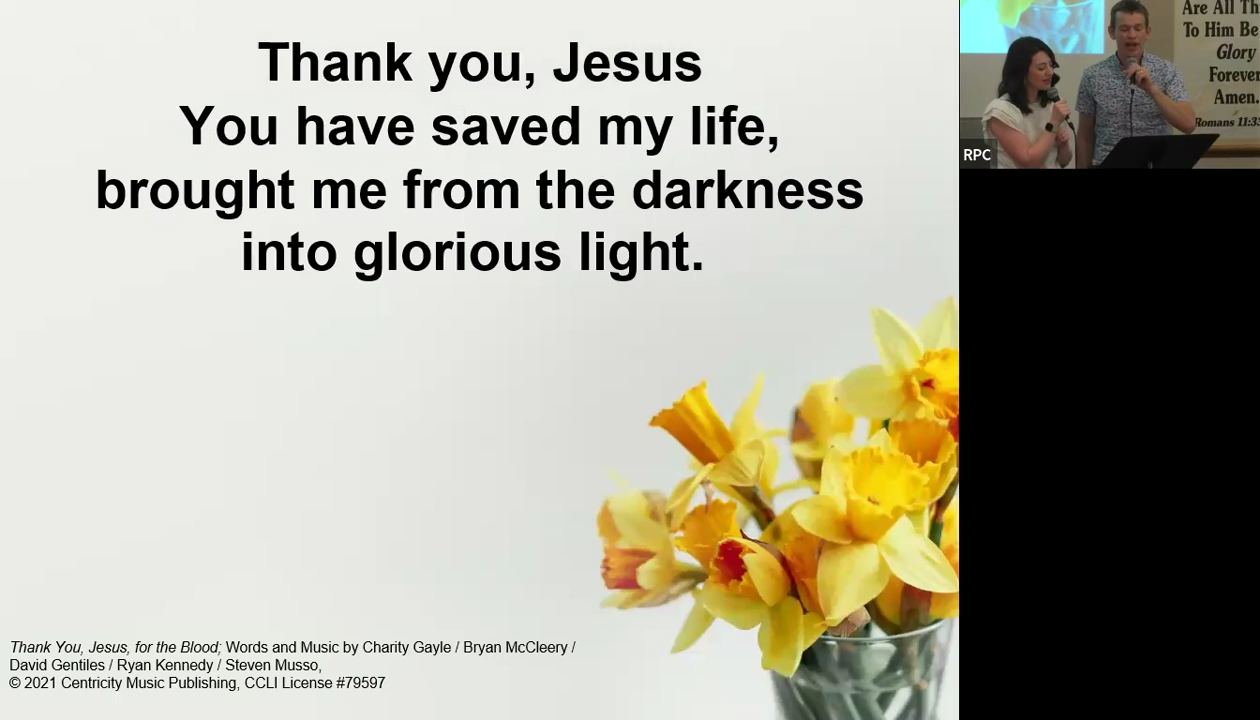 Thank you, Jesus
You have saved my life,
brought me from the darkness
into glorious light.
Thank You, Jesus, for the Blood; Words and Music by Charity Gayle / Bryan McCleery /
David Gentiles / Ryan Kennedy / Steven Musso,
© 2021 Centricity Music Publishing, CCLI License #79597
Are All Th
To Him Be
Glory
Forever
Amen.
Romans 11:33
RPC